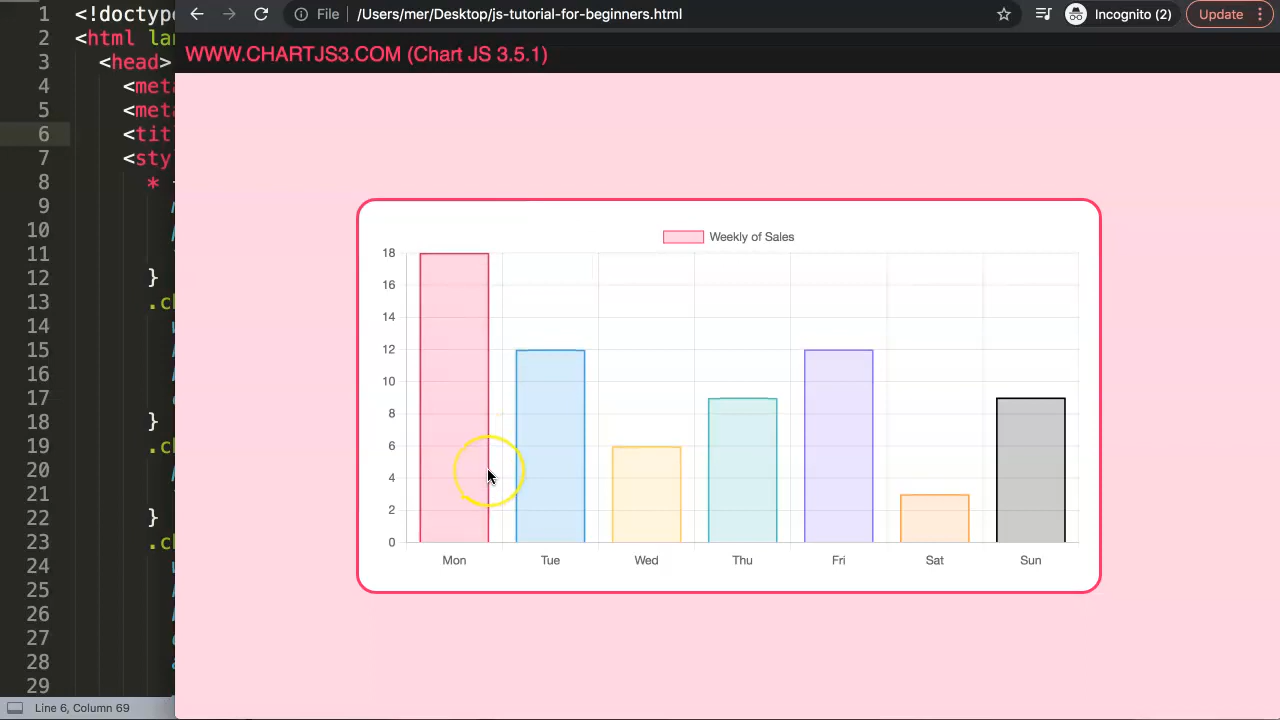 File | /Users/mer/Desktop/js-tutorial-for-beginners.html Incognito (2) Update
WWW.CHARTJS3.COM (Chart JS 3.5.1)
1 <!doctype
2 <html lan
3 <head>
4 <meta
5 <meta
6 <tit
7 <sty
8 *
9
10
11
12 }
13 .ch
14
15
16
17
18 }
19 .ch
20
21
22 }
23 .ch
24
25
26
27
28
29
Weekly of Sales
18
16
14
12
10
8
6
4
2
0
Mon Tue Wed Thu Fri Sat Sun
Line 6, Column 69